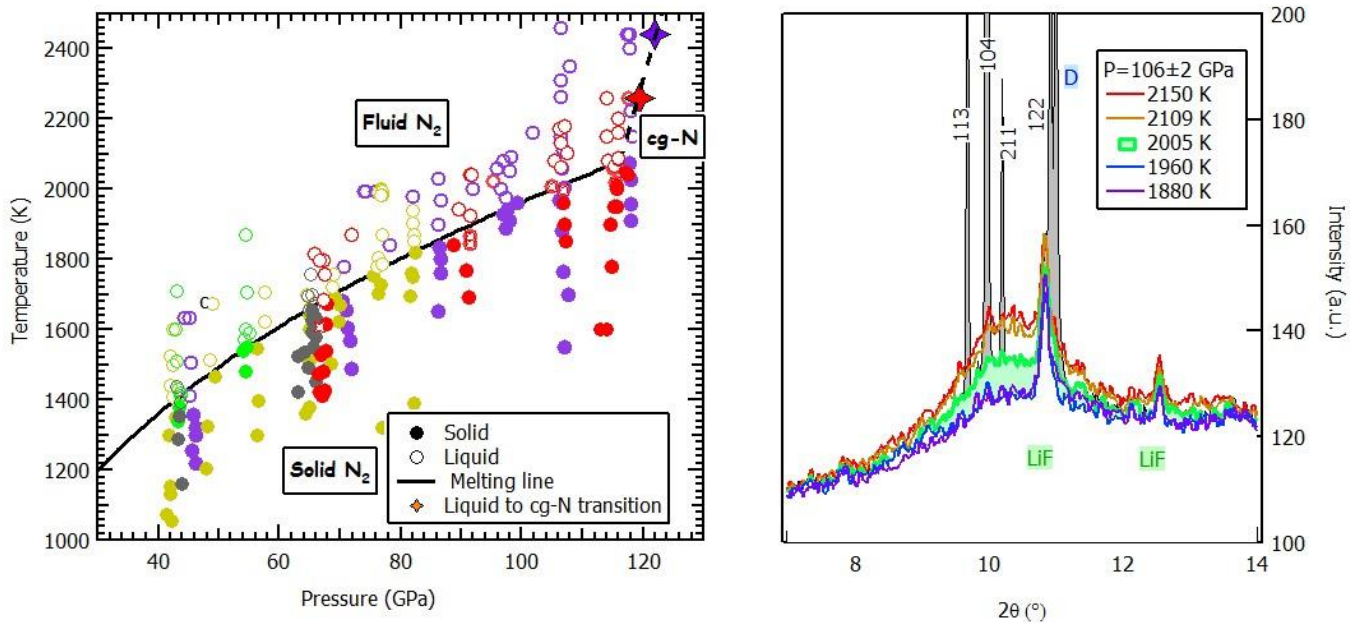 2400
2200
2000
1800
1600
1400
1200
1000
Temperature (K)
Fluid N₂
cg-N
C
Solid N₂
Solid
Liquid
Melting line
Liquid to cg-N transition
40
60
80
100
120
Pressure (GPa)
113
104
211
122
D
P=106±2 GPa
2150 K
2109 K
2005 K
1960 K
1880 K
LiF
LiF
200
180
160
140
120
100
Intensity (a.u.)
8
10
12
14
2θ (°)